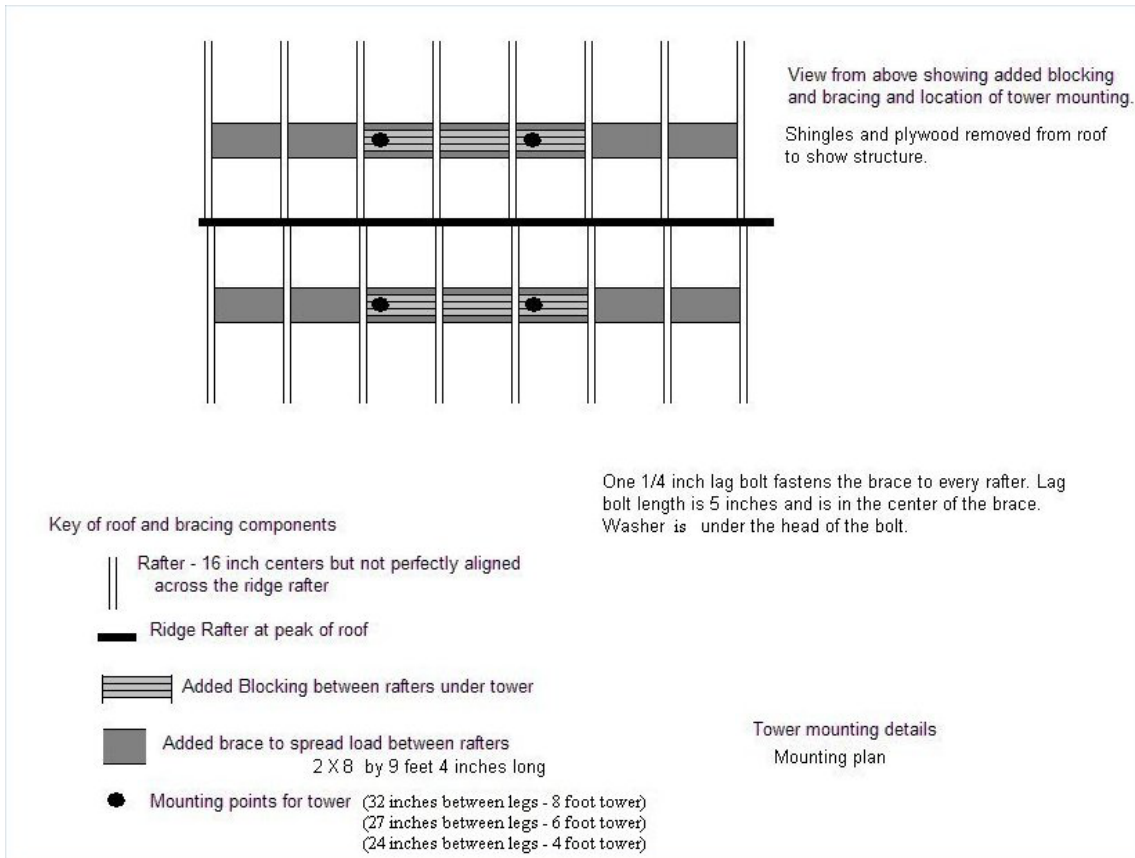 View from above showing added blocking
and bracing and location of tower mounting.
Shingles and plywood removed from roof
to show structure.
One 1/4 inch lag bolt fastens the brace to every rafter. Lag
bolt length is 5 inches and is in the center of the brace.
Washer is under the head of the bolt.
Key of roof and bracing components
Rafter - 16 inch centers but not perfectly aligned
across the ridge rafter
Ridge Rafter at peak of roof
Added Blocking between rafters under tower
Added brace to spread load between rafters
2 X 8 by 9 feet 4 inches long
Mounting points for tower (32 inches between legs - 8 foot tower)
(27 inches between legs - 6 foot tower)
(24 inches between legs - 4 foot tower)
Tower mounting details
Mounting plan